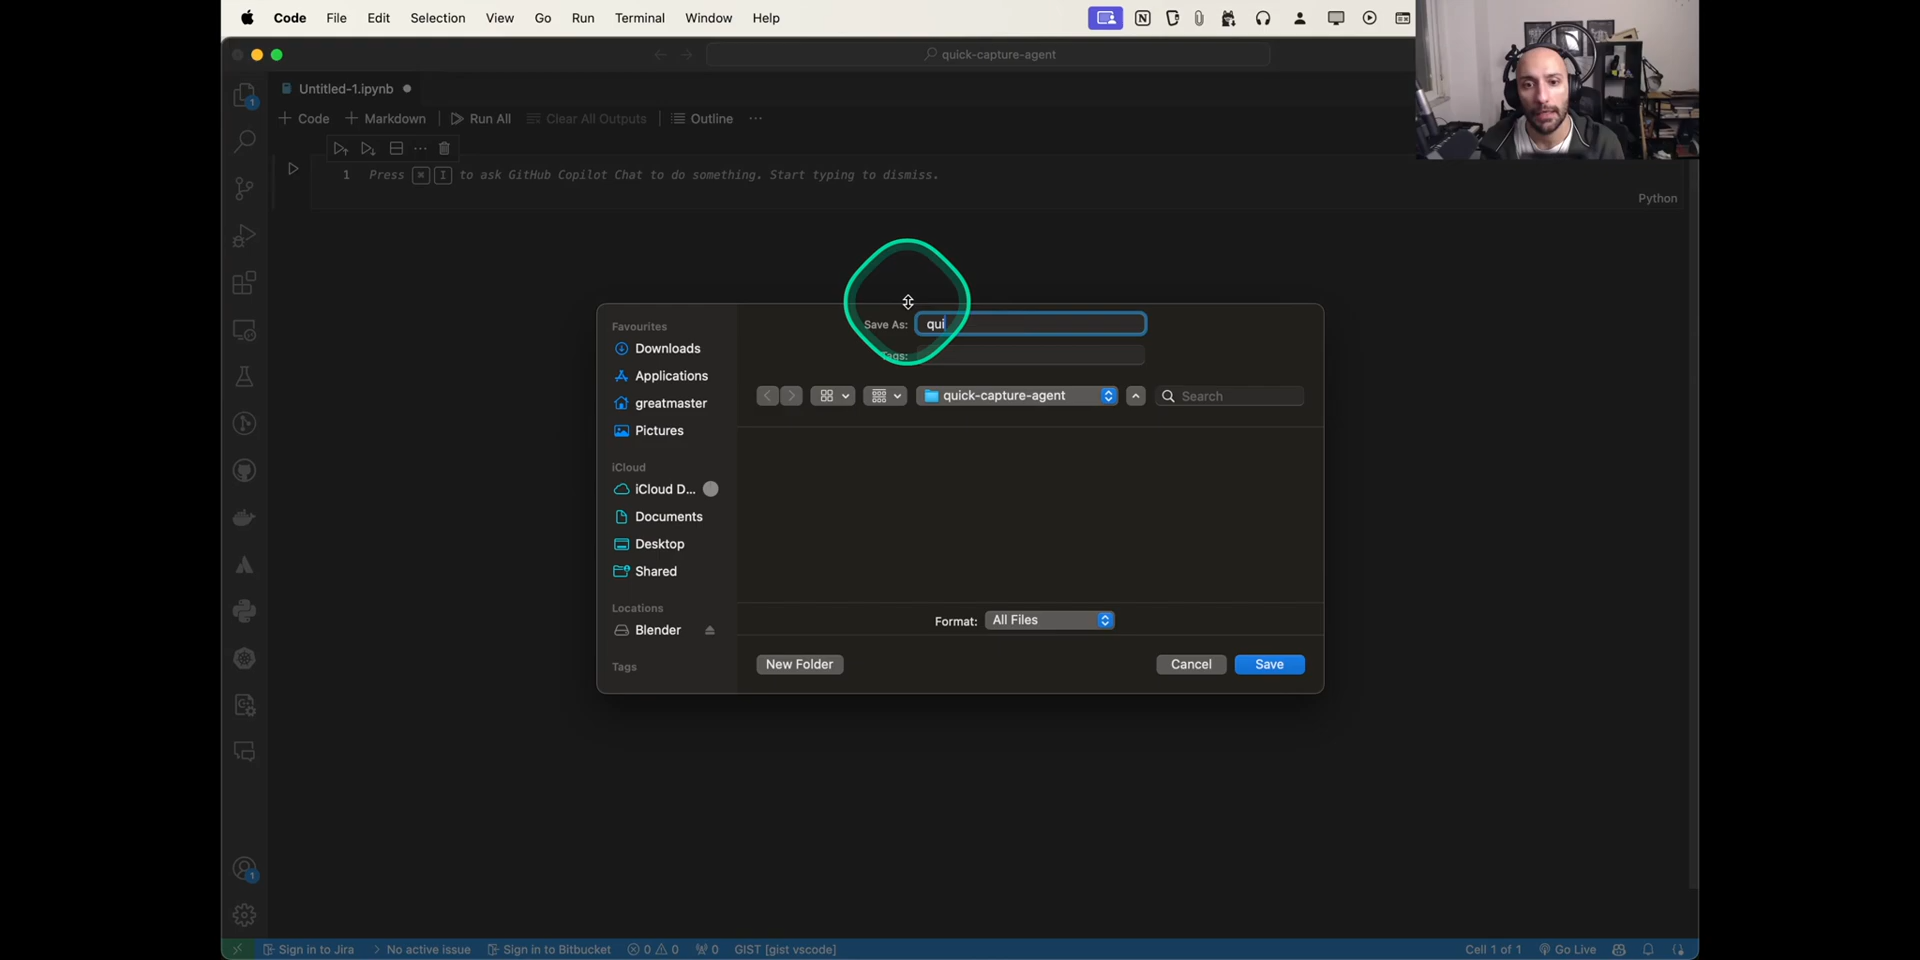 Code File Edit Selection View Go Run Terminal Window Help
quick-capture-agent
Untitled-1.ipynb
Code Markdown Run All Clear All Outputs Outline ...
1 Press ⌘ I to ask GitHub Copilot Chat to do something. Start typing to dismiss.
Python
Save As: qui
Tags:
quick-capture-agent
Search
Favourites
Downloads
Applications
greatmaster
Pictures
iCloud
iCloud D...
Documents
Desktop
Shared
Locations
Blender
Tags
Format: All Files
New Folder Cancel Save
1
1
Sign in to Jira No active issue Sign in to Bitbucket 0 0 0 GIST [gist vscode] Cell 1 of 1 Go Live